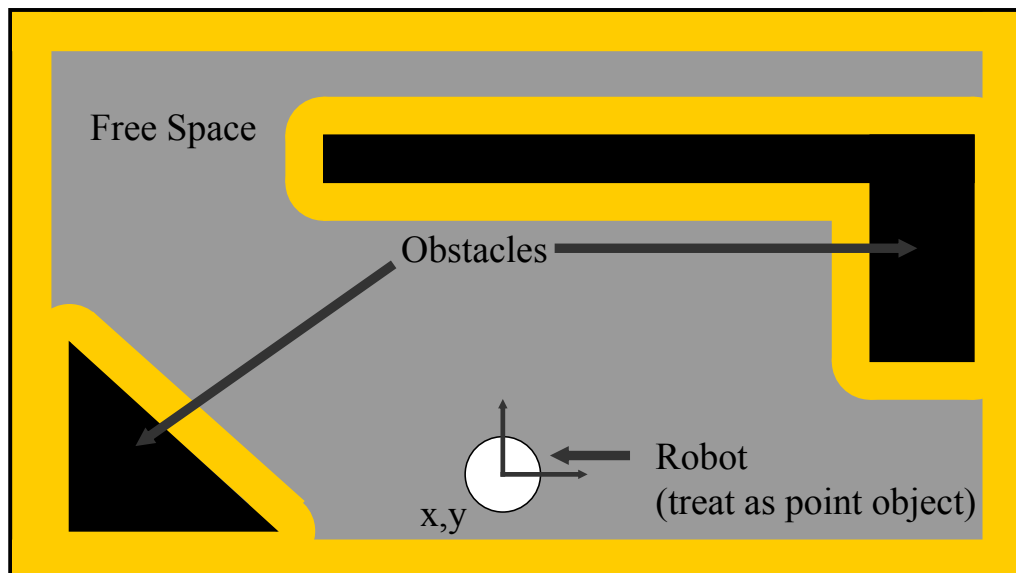 Free Space
Obstacles
Robot
(treat as point object)
x,y